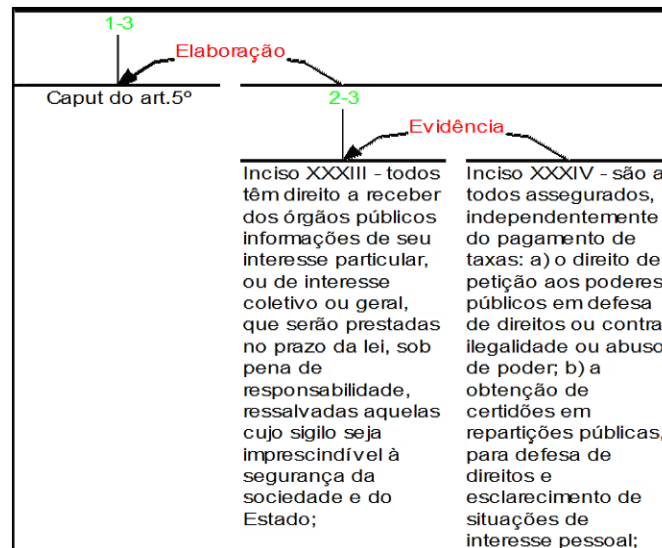 1-3
Elaboração
Caput do art.5º
2-3
Evidência
Inciso XXXIII - todos
têm direito a receber
dos órgãos públicos
informações de seu
interesse particular,
ou de interesse
coletivo ou geral,
que serão prestadas
no prazo da lei, sob
pena de
responsabilidade,
ressalvadas aquelas
cujo sigilo seja
imprescindível à
segurança da
sociedade e do
Estado;
Inciso XXXIV - são a
todos assegurados,
independentemente
do pagamento de
taxas: a) o direito de
petição aos poderes
públicos em defesa
de direitos ou contra
ilegalidade ou abuso
de poder; b) a
obtenção de
certidões em
repartições públicas,
para defesa de
direitos e
esclarecimento de
situações de
interesse pessoal;